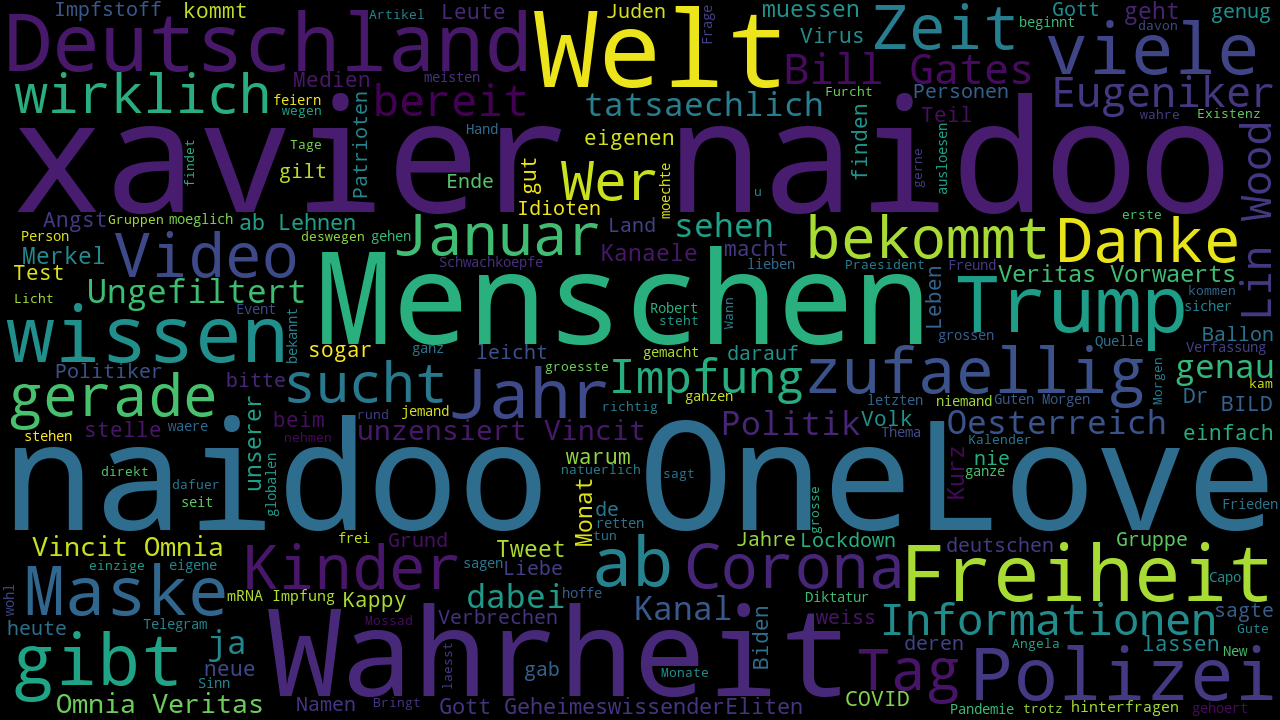 Impfstoff kommt Artikel Leute Juden Frage muessen Gott geht genug
Deutschland Welt Virus Zeit beginnt davon viele
Medien meisten Bill Gates
wirklich feiern wegen bereit tatsaechlich Furcht Personen Eugeniker
Patrioten Hand eigenen finden Teil wahre Existenz
xavier naidoo
findet Tage gilt Ende gut Wer moechte u gerne ausloesen Lin Wood
Idioten
Angst Gruppen moeglich ab Lehnen Januar Land sehen bekommt erste Danke
Person deswegen gehen Kanaele macht
Merkel Video Schwachkoepfe lieben Praesident Freund Veritas Vorwaerts
Test Menschen Leben Trump kommen
Licht Ungefiltert Event Robert steht Wann sicher
wissen bekannt grossen Quelle Ballon
sogar ganz leicht gemacht darauf Verfassung
Politiker bitte sucht groesste Impfung zufaellig Morgen genau
gerade Jahr ganzen letzten niemand Guten Morgen Dr kam
richtig BILD
stelle waere unserer beim rund jemand Politik Volk Oesterreich
stehen nehmen unzensiert Vincit Thema Kalender einfach
naidoo OneLove
direkt globalen warum natuerlich sagt nie
dafuer ganze Kurz
seit Monat de grosse Frieden
retten
frei tun
Vincit Omnia Grund Tweet Jahre Lockdown deutschen Gruppe
einzige eigene Kinder sagen Liebe ab Corona Freiheit Capo
wohl Maske mRNA Impfung Kappy dabei hoffe Diktatur
heute Telegram Mossad Verbrechen Kanal Biden weiss Informationen sagte
gibt ja Wahrheit Gute
neue laesst deren Angela lassen New
Sinn gab Monate Tag Polizei
Omnia Veritas Namen Bringt Gott GeheimeswissenderEliten COVID Pandemie trotz hinterfragen gehoert